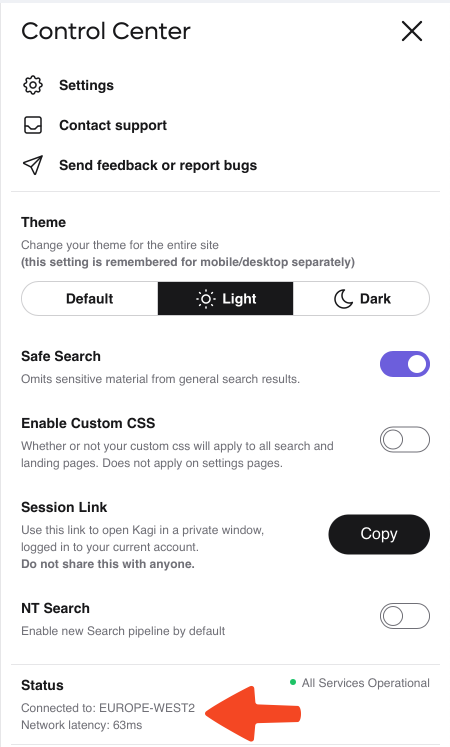 Control Center
Settings
Contact support
Send feedback or report bugs
Theme
Change your theme for the entire site
(this setting is remembered for mobile/desktop separately)
Default Light Dark
Safe Search
Omits sensitive material from general search results.
Enable Custom CSS
Whether or not your custom css will apply to all search and
landing pages. Does not apply on settings pages.
Session Link
Use this link to open Kagi in a private window,
logged in to your current account.
Do not share this with anyone.
Copy
NT Search
Enable new Search pipeline by default
Status
All Services Operational
Connected to: EUROPE-WEST2
Network latency: 63ms